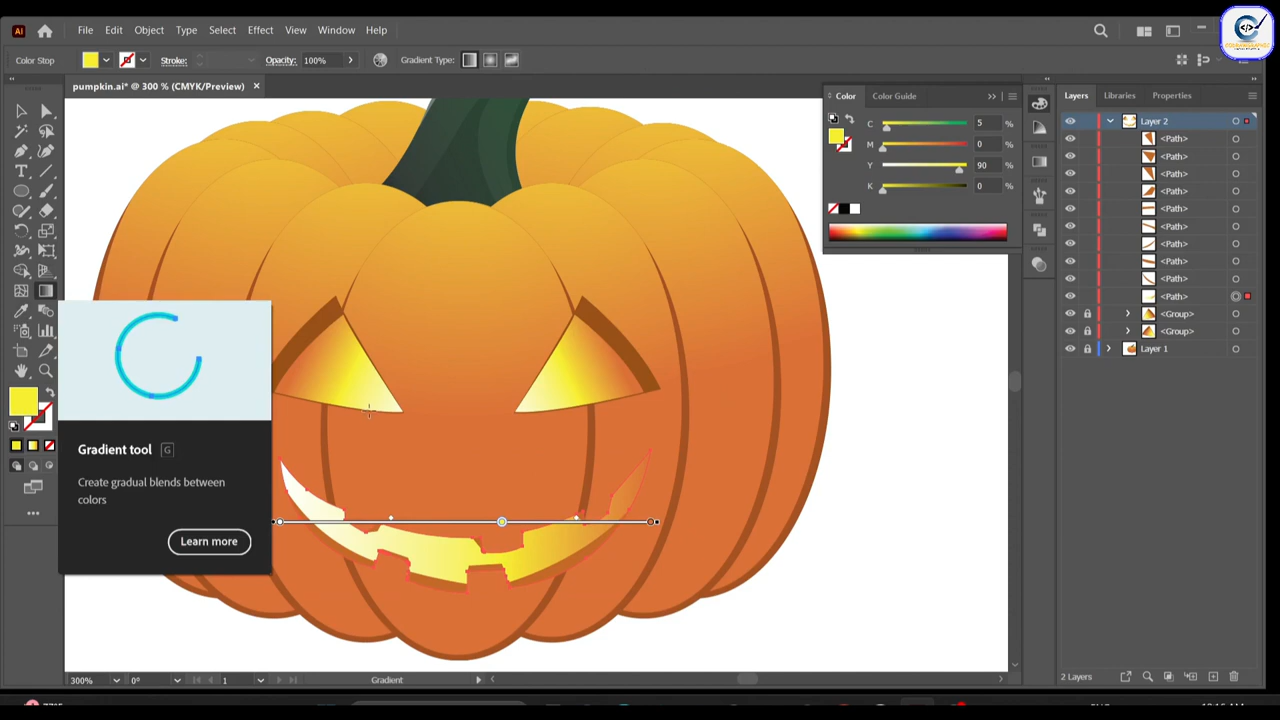 Ai File Edit Object Type Select Effect View Window Help
Color Stop Stroke: Opacity: 100% Gradient Type:
pumpkin.ai* @ 300 % (CMYK/Preview) ×
Color Color Guide
C 5 %
M 0 %
Y 90 %
K 0 %
Layers Libraries Properties
Layer 2
<Path>
<Path>
<Path>
<Path>
<Path>
<Path>
<Path>
<Path>
<Path>
<Path>
<Group>
<Group>
Layer 1
Gradient tool G
Create gradual blends between
colors
Learn more
300% 0° 1 Gradient
2 Layers